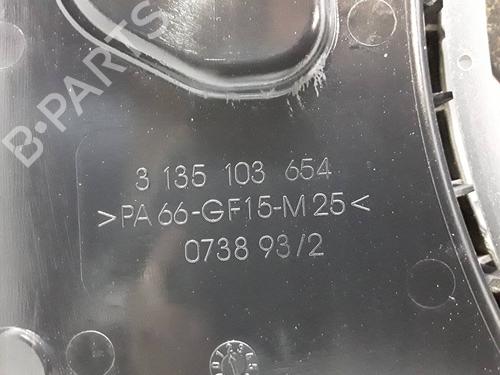 B-PARTS
3 135 103 654
>PA 66-GF15-M25<
0738 93/2